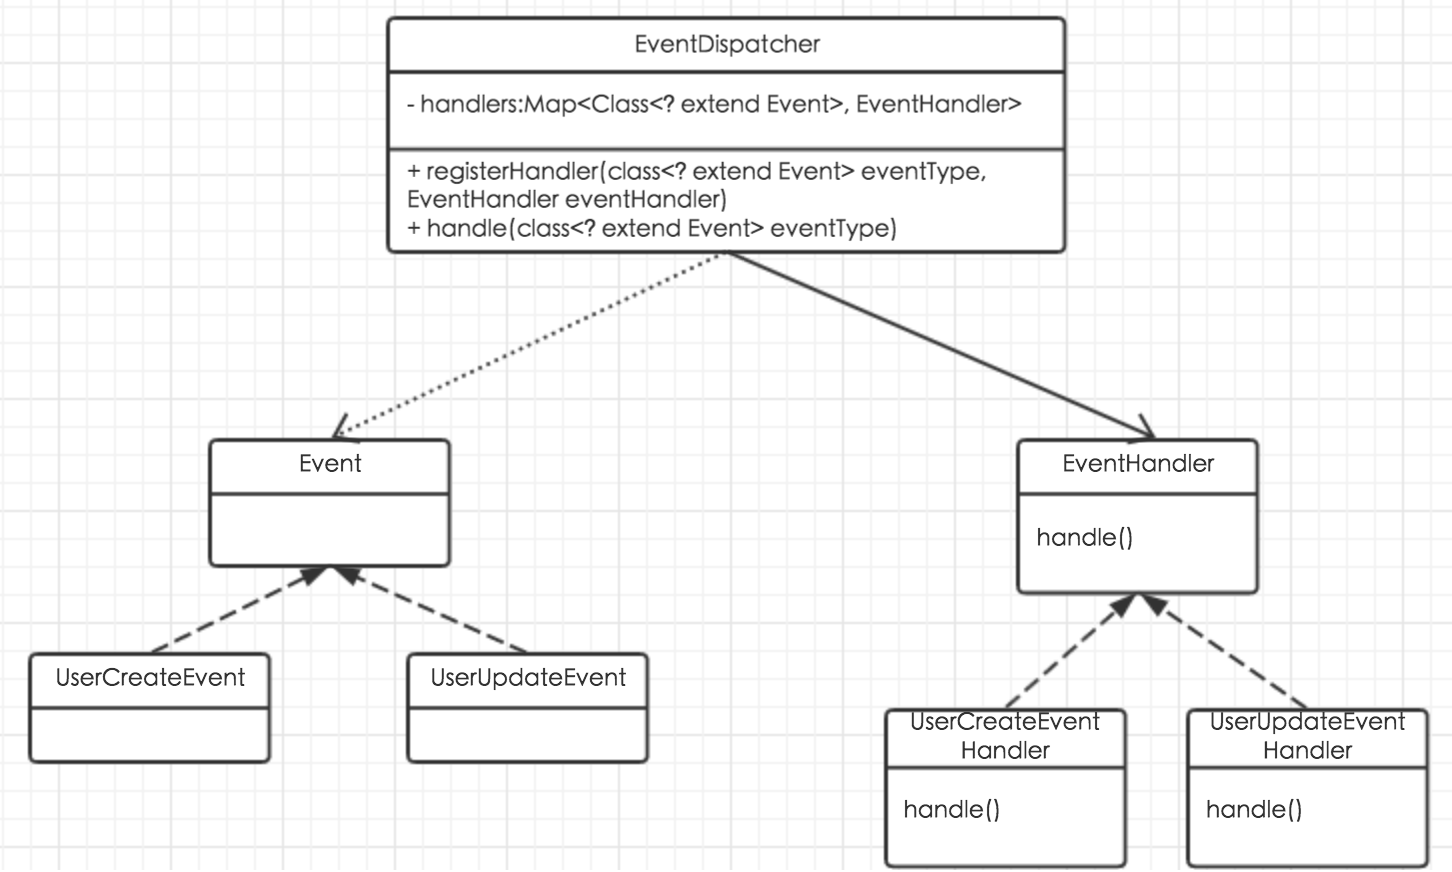 EventDispatcher
- handlers:Map<Class<? extend Event>, EventHandler>
+ registerHandler(class<? extend Event> eventType,
EventHandler eventHandler)
+ handle(class<? extend Event> eventType)
Event
EventHandler
handle()
UserCreateEvent
UserUpdateEvent
UserCreateEvent
Handler
handle()
UserUpdateEvent
Handler
handle()